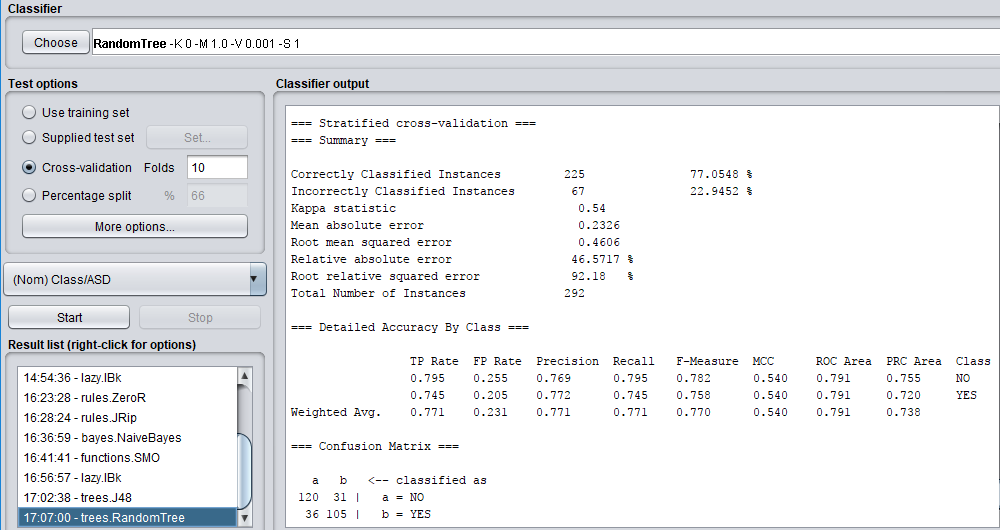 Classifier
Choose RandomTree -K 0 -M 1.0 -V 0.001 -S 1
Test options
Use training set
Supplied test set Set...
Cross-validation Folds 10
Percentage split % 66
More options...
(Nom) Class/ASD
Start Stop
Result list (right-click for options)
14:54:36 - lazy.IBk
16:23:28 - rules.ZeroR
16:28:24 - rules.JRip
16:36:59 - bayes.NaiveBayes
16:41:41 - functions.SMO
16:56:57 - lazy.IBk
17:02:38 - trees.J48
17:07:00 - trees.RandomTree
Classifier output
=== Stratified cross-validation ===
=== Summary ===
Correctly Classified Instances 225 77.0548 %
Incorrectly Classified Instances 67 22.9452 %
Kappa statistic 0.54
Mean absolute error 0.2326
Root mean squared error 0.4606
Relative absolute error 46.5717 %
Root relative squared error 92.18 %
Total Number of Instances 292
=== Detailed Accuracy By Class ===
TP Rate FP Rate Precision Recall F-Measure MCC ROC Area PRC Area Class
0.795 0.255 0.769 0.795 0.782 0.540 0.791 0.755 NO
0.745 0.205 0.772 0.745 0.758 0.540 0.791 0.720 YES
Weighted Avg. 0.771 0.231 0.771 0.771 0.770 0.540 0.791 0.738
=== Confusion Matrix ===
a b <-- classified as
120 31 | a = NO
36 105 | b = YES